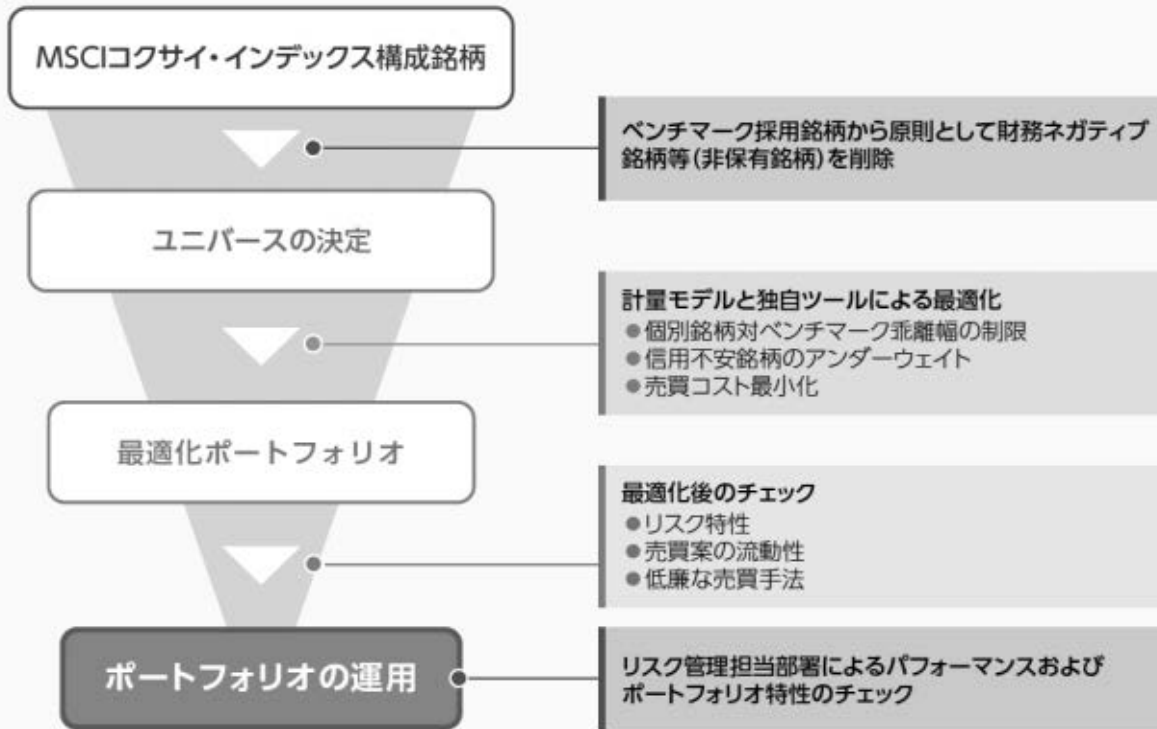 MSCIコクサイ・インデックス構成銘柄
ベンチマーク採用銘柄から原則として財務ネガティブ
銘柄等(非保有銘柄)を削除
ユニバースの決定
計量モデルと独自ツールによる最適化
●個別銘柄対ベンチマーク乖離幅の制限
●信用不安銘柄のアンダーウェイト
●売買コスト最小化
最適化ポートフォリオ
最適化後のチェック
●リスク特性
●売買案の流動性
●低廉な売買手法
ポートフォリオの運用
リスク管理担当部署によるパフォーマンスおよび
ポートフォリオ特性のチェック